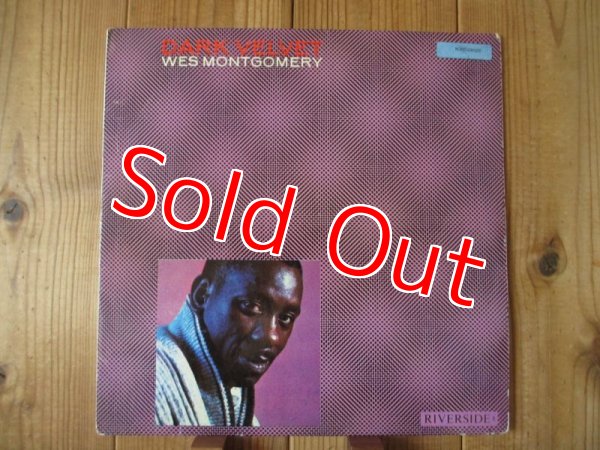 DARK VELVET
WES MONTGOMERY
Sold Out
RIVERSIDE